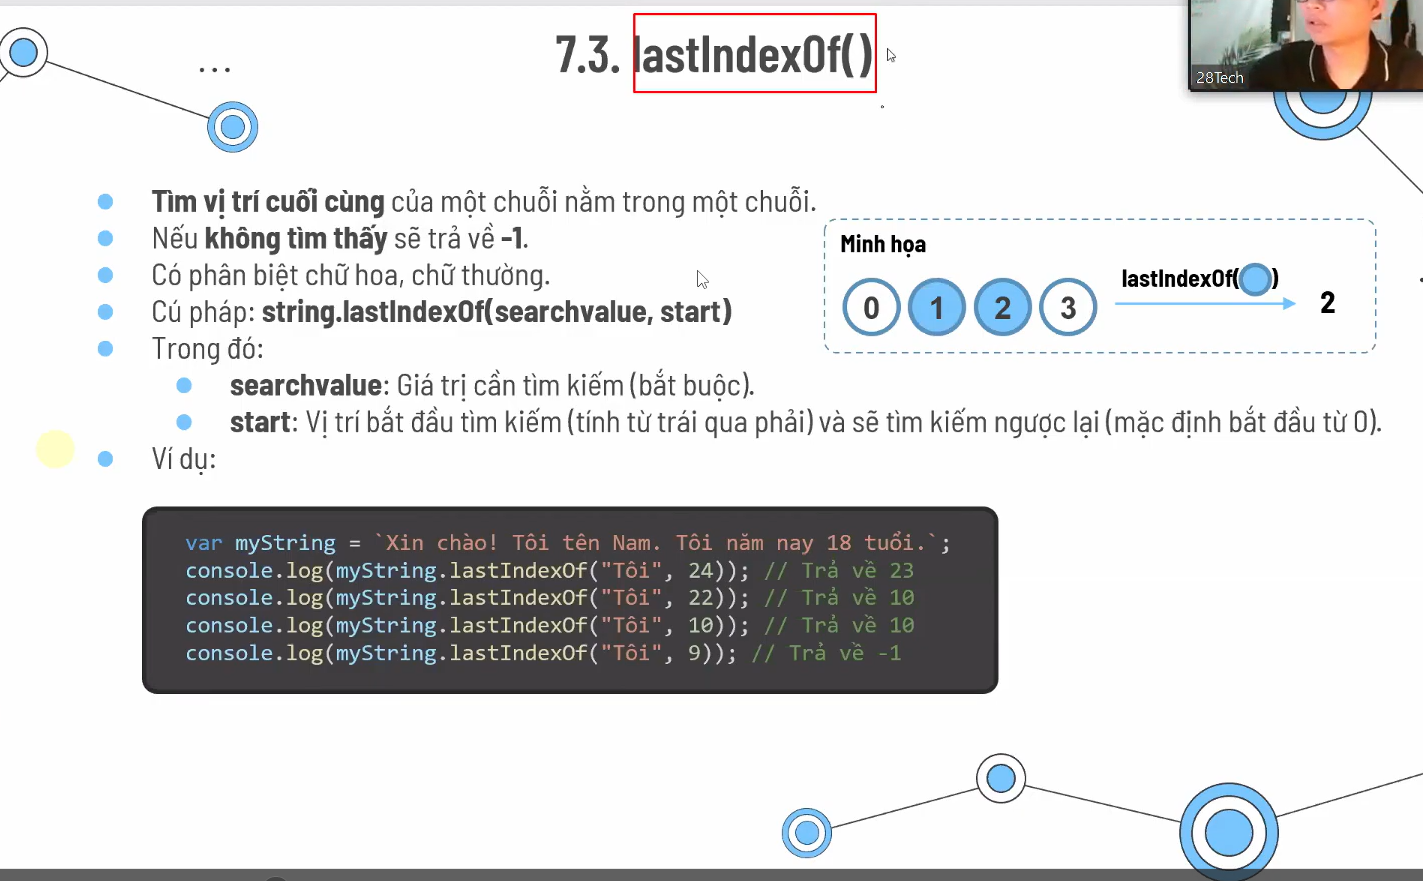 7.3. lastIndexOf()
...
28Tech
Tìm vị trí cuối cùng của một chuỗi nằm trong một chuỗi.
Nếu không tìm thấy sẽ trả về -1.
Có phân biệt chữ hoa, chữ thường.
Cú pháp: string.lastIndexOf(searchvalue, start)
Trong đó:
searchvalue: Giá trị cần tìm kiếm (bắt buộc).
start: Vị trí bắt đầu tìm kiếm (tính từ trái qua phải) và sẽ tìm kiếm ngược lại (mặc định bắt đầu từ 0).
Ví dụ:
Minh họa
0 1 2 3
lastIndexOf( )
2
var myString = `Xin chào! Tôi tên Nam. Tôi năm nay 18 tuổi.`;
console.log(myString.lastIndexOf("Tôi", 24)); // Trả về 23
console.log(myString.lastIndexOf("Tôi", 22)); // Trả về 10
console.log(myString.lastIndexOf("Tôi", 10)); // Trả về 10
console.log(myString.lastIndexOf("Tôi", 9)); // Trả về -1